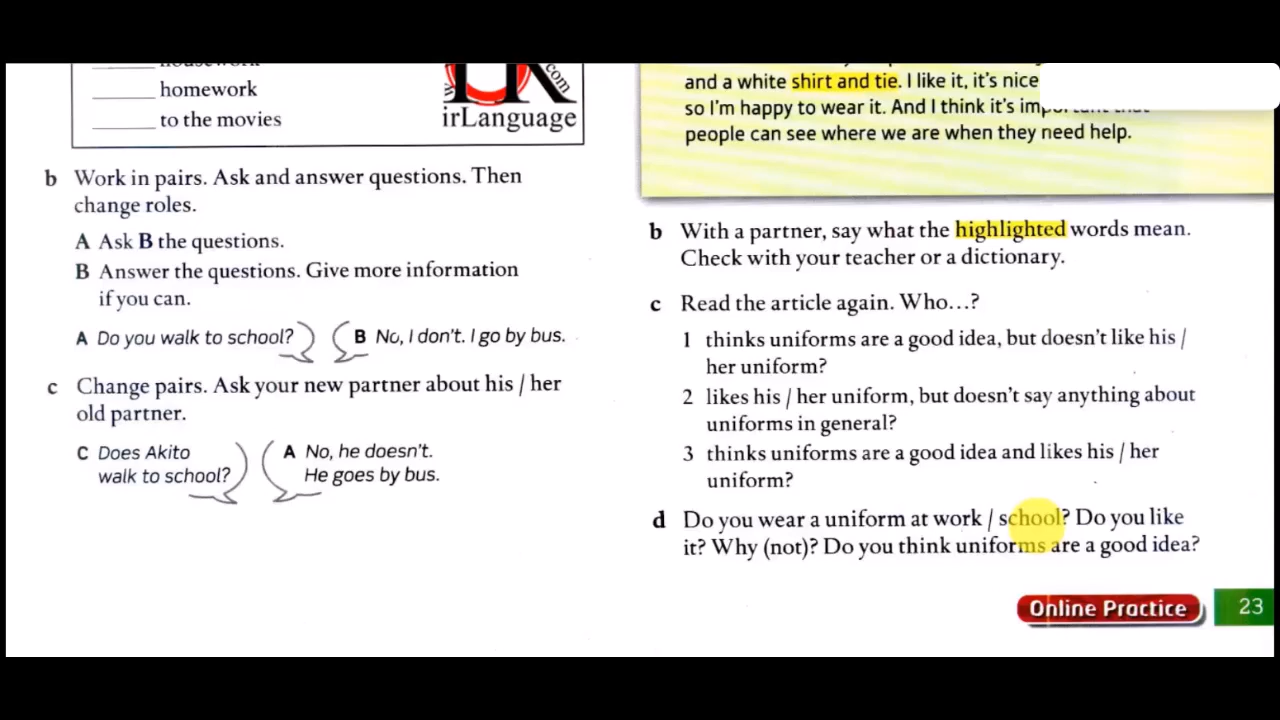 housework
homework
to the movies
.com
irLanguage
b Work in pairs. Ask and answer questions. Then
change roles.
A Ask B the questions.
B Answer the questions. Give more information
if you can.
A Do you walk to school?
B No, I don't. I go by bus.
c Change pairs. Ask your new partner about his / her
old partner.
C Does Akito
walk to school?
A No, he doesn't.
He goes by bus.
and a white shirt and tie. I like it, it's nice
so I'm happy to wear it. And I think it's important that
people can see where we are when they need help.
b With a partner, say what the highlighted words mean.
Check with your teacher or a dictionary.
c Read the article again. Who...?
1 thinks uniforms are a good idea, but doesn't like his /
her uniform?
2 likes his / her uniform, but doesn't say anything about
uniforms in general?
3 thinks uniforms are a good idea and likes his / her
uniform?
d Do you wear a uniform at work / school? Do you like
it? Why (not)? Do you think uniforms are a good idea?
Online Practice
23